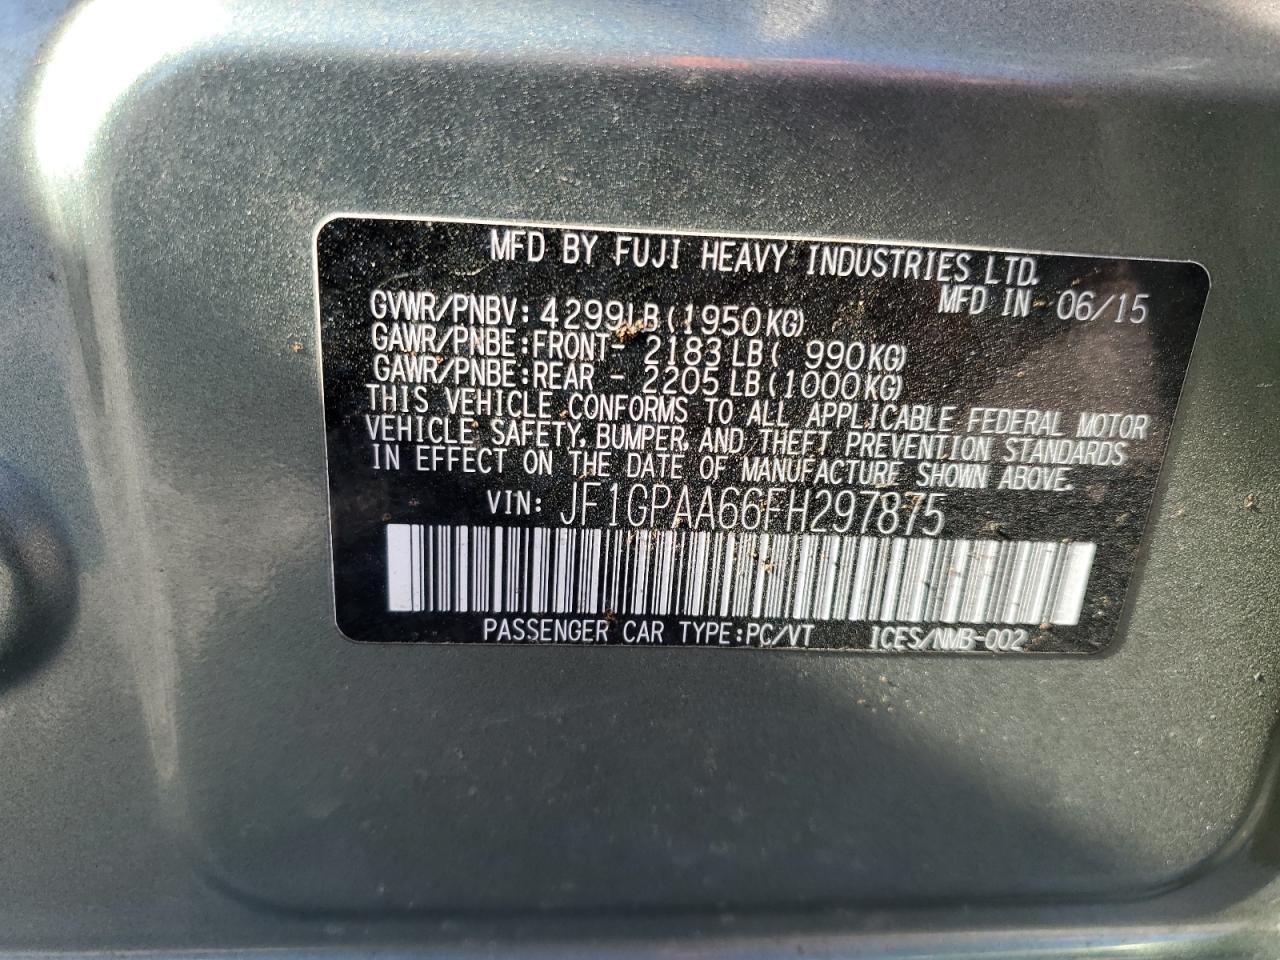 MFD BY FUJI HEAVY INDUSTRIES LTD.
MFD IN 06/15
GVWR/PNBV: 4299LB(1950KG)
GAWR/PNBE:FRONT- 2183LB( 990KG)
GAWR/PNBE:REAR - 2205LB(1000KG)
THIS VEHICLE CONFORMS TO ALL APPLICABLE FEDERAL MOTOR
VEHICLE SAFETY, BUMPER, AND THEFT PREVENTION STANDARDS
IN EFFECT ON THE DATE OF MANUFACTURE SHOWN ABOVE.
VIN: JF1GPAA66FH297875
PASSENGER CAR TYPE:PC/VT ICES/NMB-002